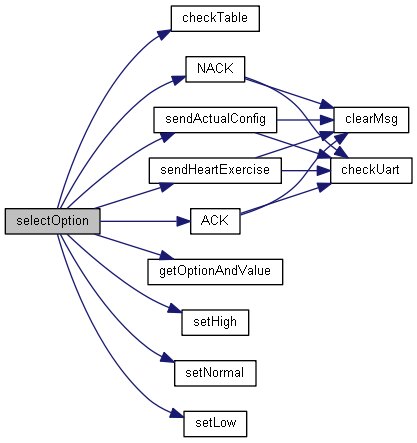 checkTable
NACK
sendActualConfig
clearMsg
sendHeartExercise
checkUart
selectOption
ACK
getOptionAndValue
setHigh
setNormal
setLow